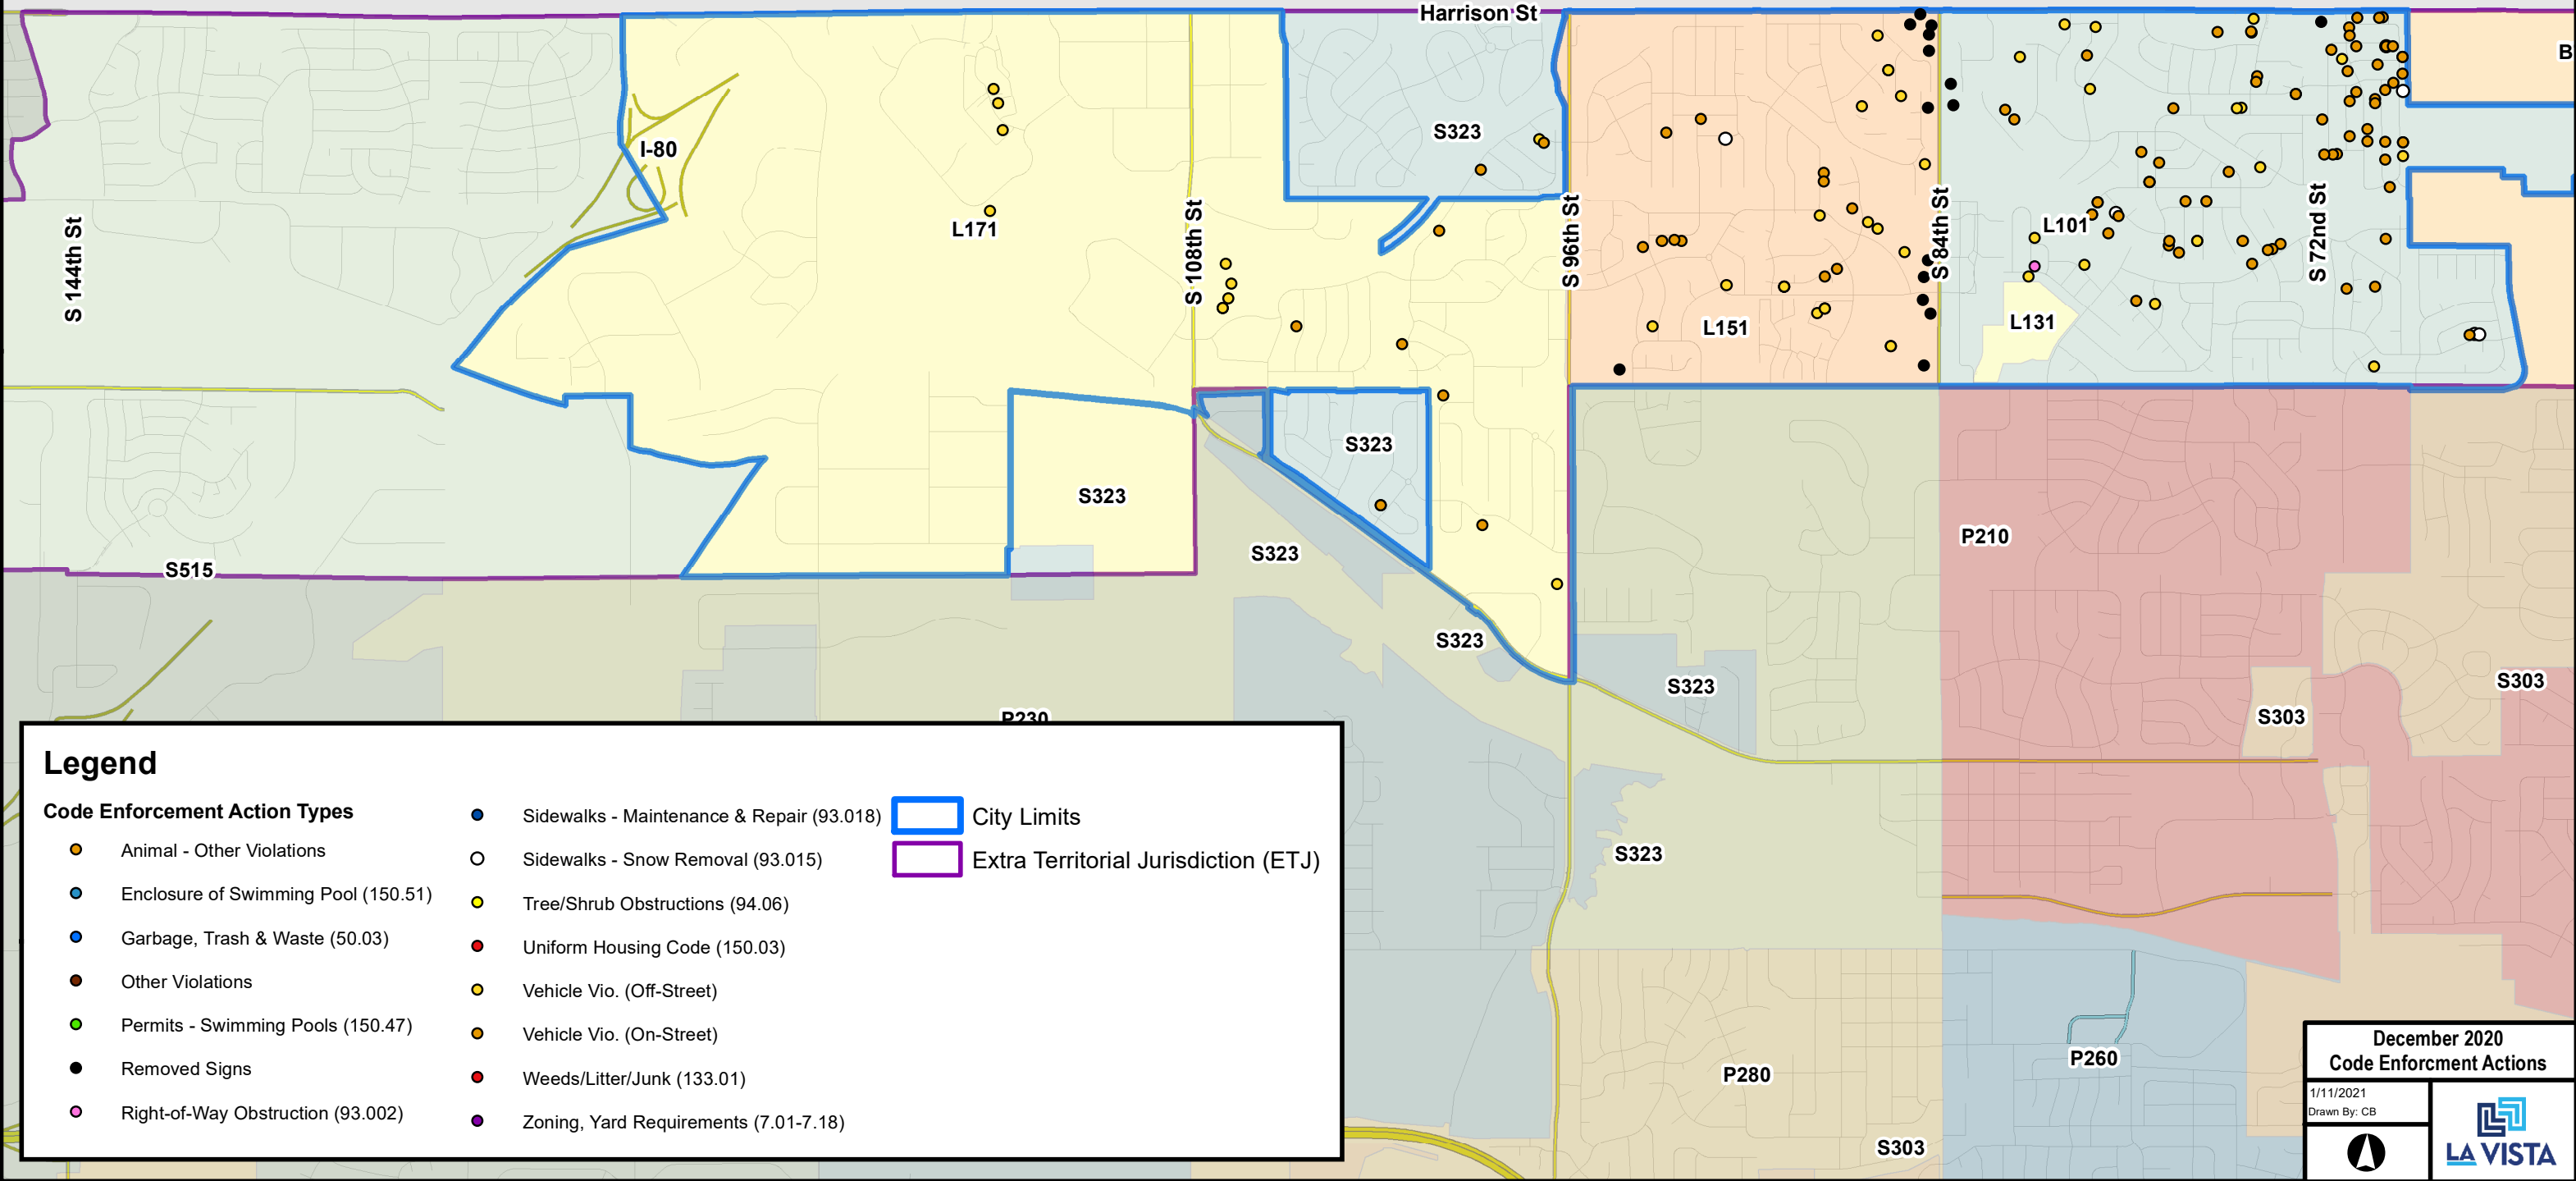 Harrison St
B
S323
I-80
L171
S 144th St
S 108th St
S 96th St
S 84th St
L101
S 72nd St
L151
L131
S323
S323
S323
S515
P210
S323
S323
S303
S303
P230
S323
P280
P260
S303
Legend
Code Enforcement Action Types
Animal - Other Violations
Enclosure of Swimming Pool (150.51)
Garbage, Trash & Waste (50.03)
Other Violations
Permits - Swimming Pools (150.47)
Removed Signs
Right-of-Way Obstruction (93.002)
Sidewalks - Maintenance & Repair (93.018)
Sidewalks - Snow Removal (93.015)
Tree/Shrub Obstructions (94.06)
Uniform Housing Code (150.03)
Vehicle Vio. (Off-Street)
Vehicle Vio. (On-Street)
Weeds/Litter/Junk (133.01)
Zoning, Yard Requirements (7.01-7.18)
City Limits
Extra Territorial Jurisdiction (ETJ)
December 2020
Code Enforcment Actions
1/11/2021
Drawn By: CB
LA VISTA